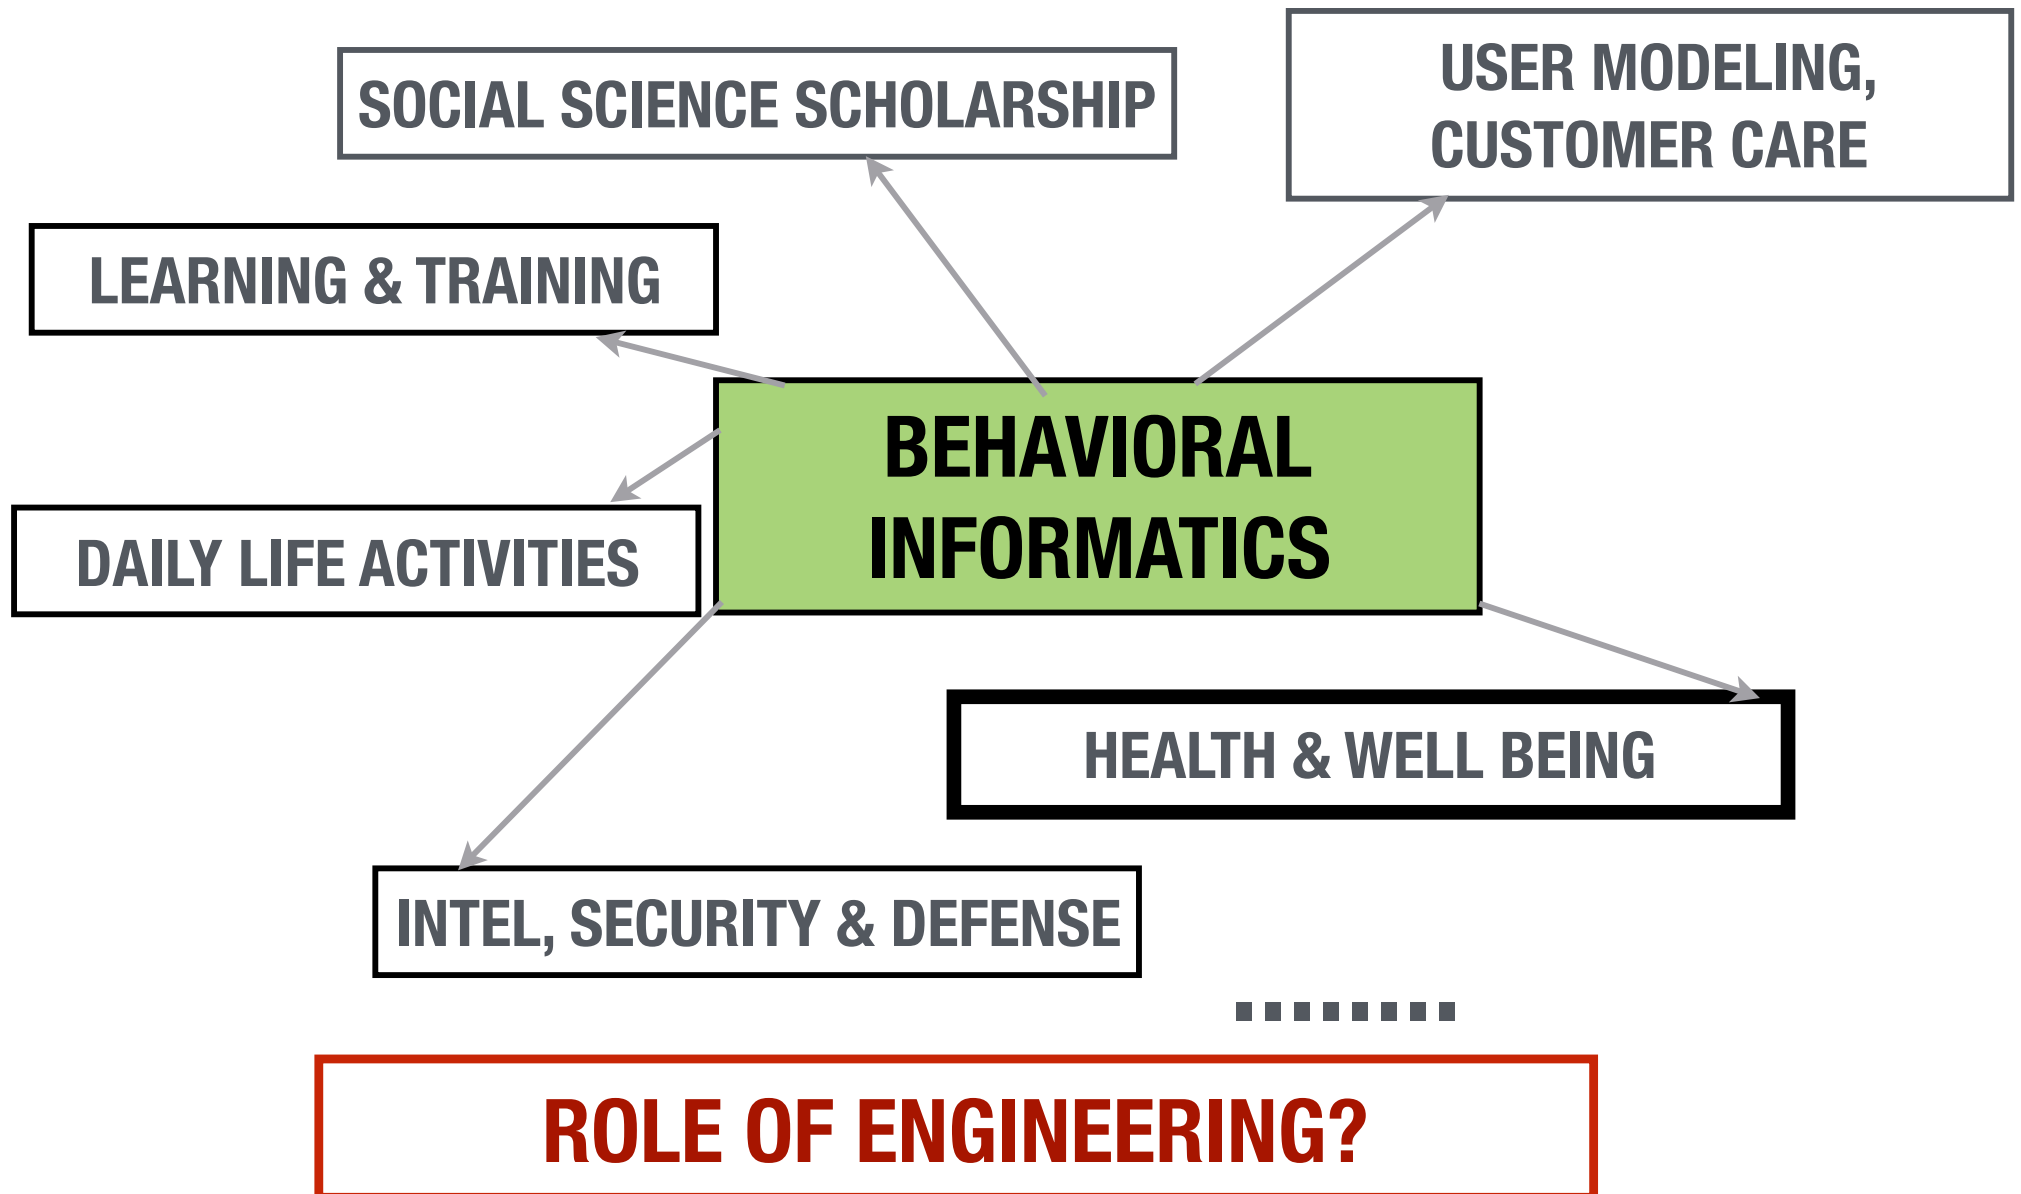 SOCIAL SCIENCE SCHOLARSHIP
USER MODELING,
CUSTOMER CARE
LEARNING & TRAINING
BEHAVIORAL
INFORMATICS
DAILY LIFE ACTIVITIES
HEALTH & WELL BEING
INTEL, SECURITY & DEFENSE
........
ROLE OF ENGINEERING?